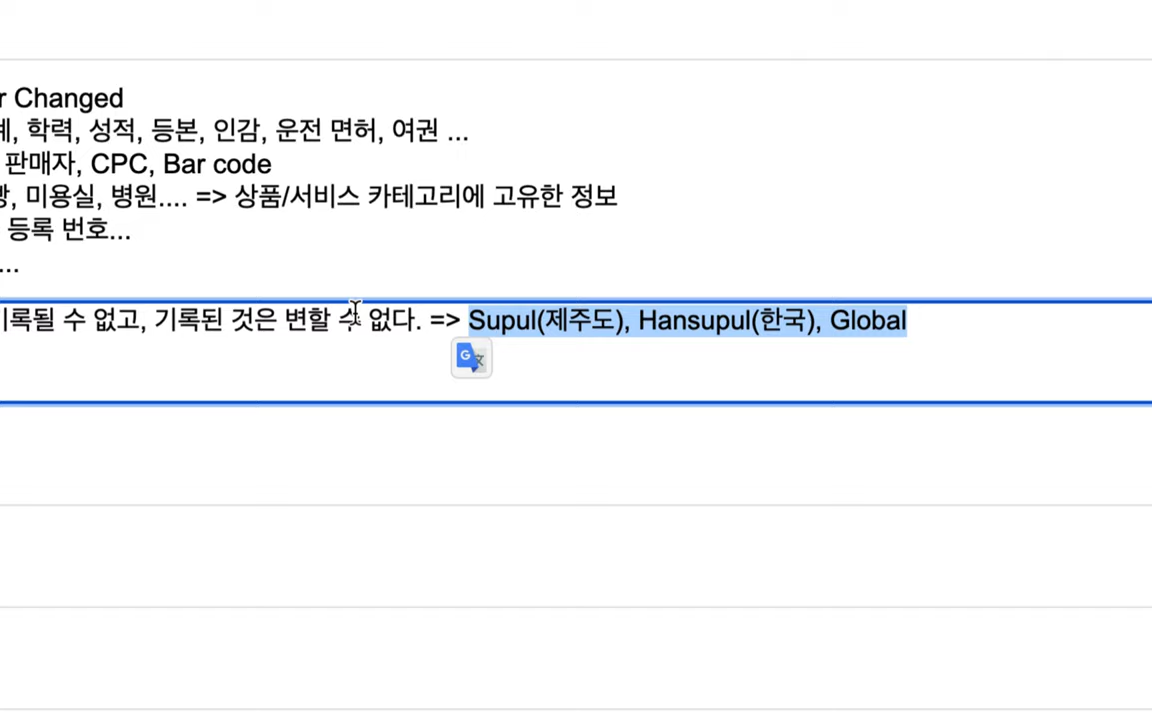 r Changed
계, 학력, 성적, 등본, 인감, 운전 면허, 여권 ...
판매자, CPC, Bar code
방, 미용실, 병원.... => 상품/서비스 카테고리에 고유한 정보
등록 번호...
...
기록될 수 없고, 기록된 것은 변할 수 없다. => Supul(제주도), Hansupul(한국), Global